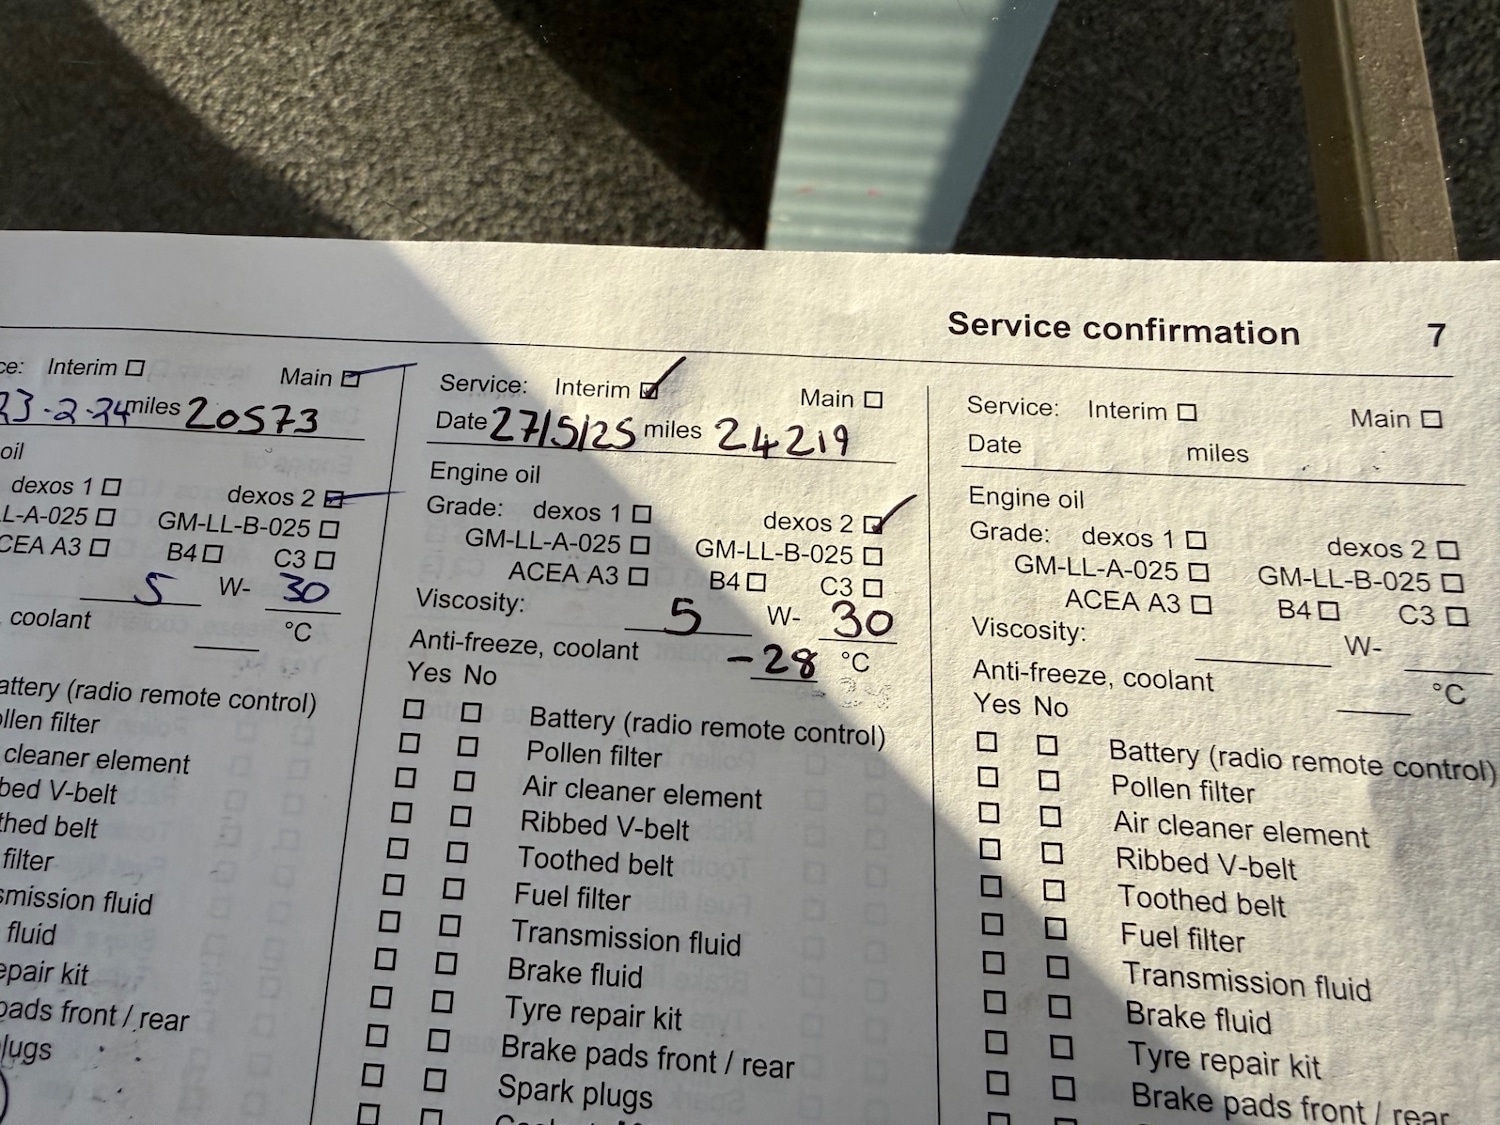 Service confirmation 7
ce: Interim Main
23-2-24 miles 20573
oil
dexos 1 dexos 2
L-A-025 GM-LL-B-025
CEA A3 B4 C3
5 W- 30
coolant °C
attery (radio remote control)
ollen filter
cleaner element
bed V-belt
thed belt
filter
smission fluid
fluid
epair kit
pads front / rear
lugs
Service: Interim Main
Date 27/5/25 miles 24219
Engine oil
Grade: dexos 1 dexos 2
GM-LL-A-025 GM-LL-B-025
ACEA A3 B4 C3
Viscosity: 5 W- 30
Anti-freeze, coolant -28 °C
Yes No
Battery (radio remote control)
Pollen filter
Air cleaner element
Ribbed V-belt
Toothed belt
Fuel filter
Transmission fluid
Brake fluid
Tyre repair kit
Brake pads front / rear
Spark plugs
Service: Interim Main
Date miles
Engine oil
Grade: dexos 1 dexos 2
GM-LL-A-025 GM-LL-B-025
ACEA A3 B4 C3
Viscosity: W-
Anti-freeze, coolant °C
Yes No
Battery (radio remote control)
Pollen filter
Air cleaner element
Ribbed V-belt
Toothed belt
Fuel filter
Transmission fluid
Brake fluid
Tyre repair kit
Brake pads front / rear